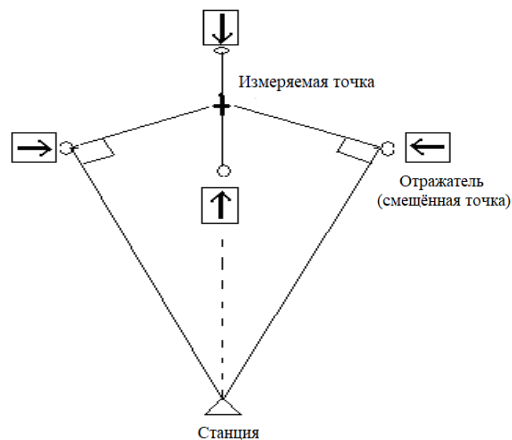 Измеряемая точка
Отражатель
(смещённая точка)
Станция